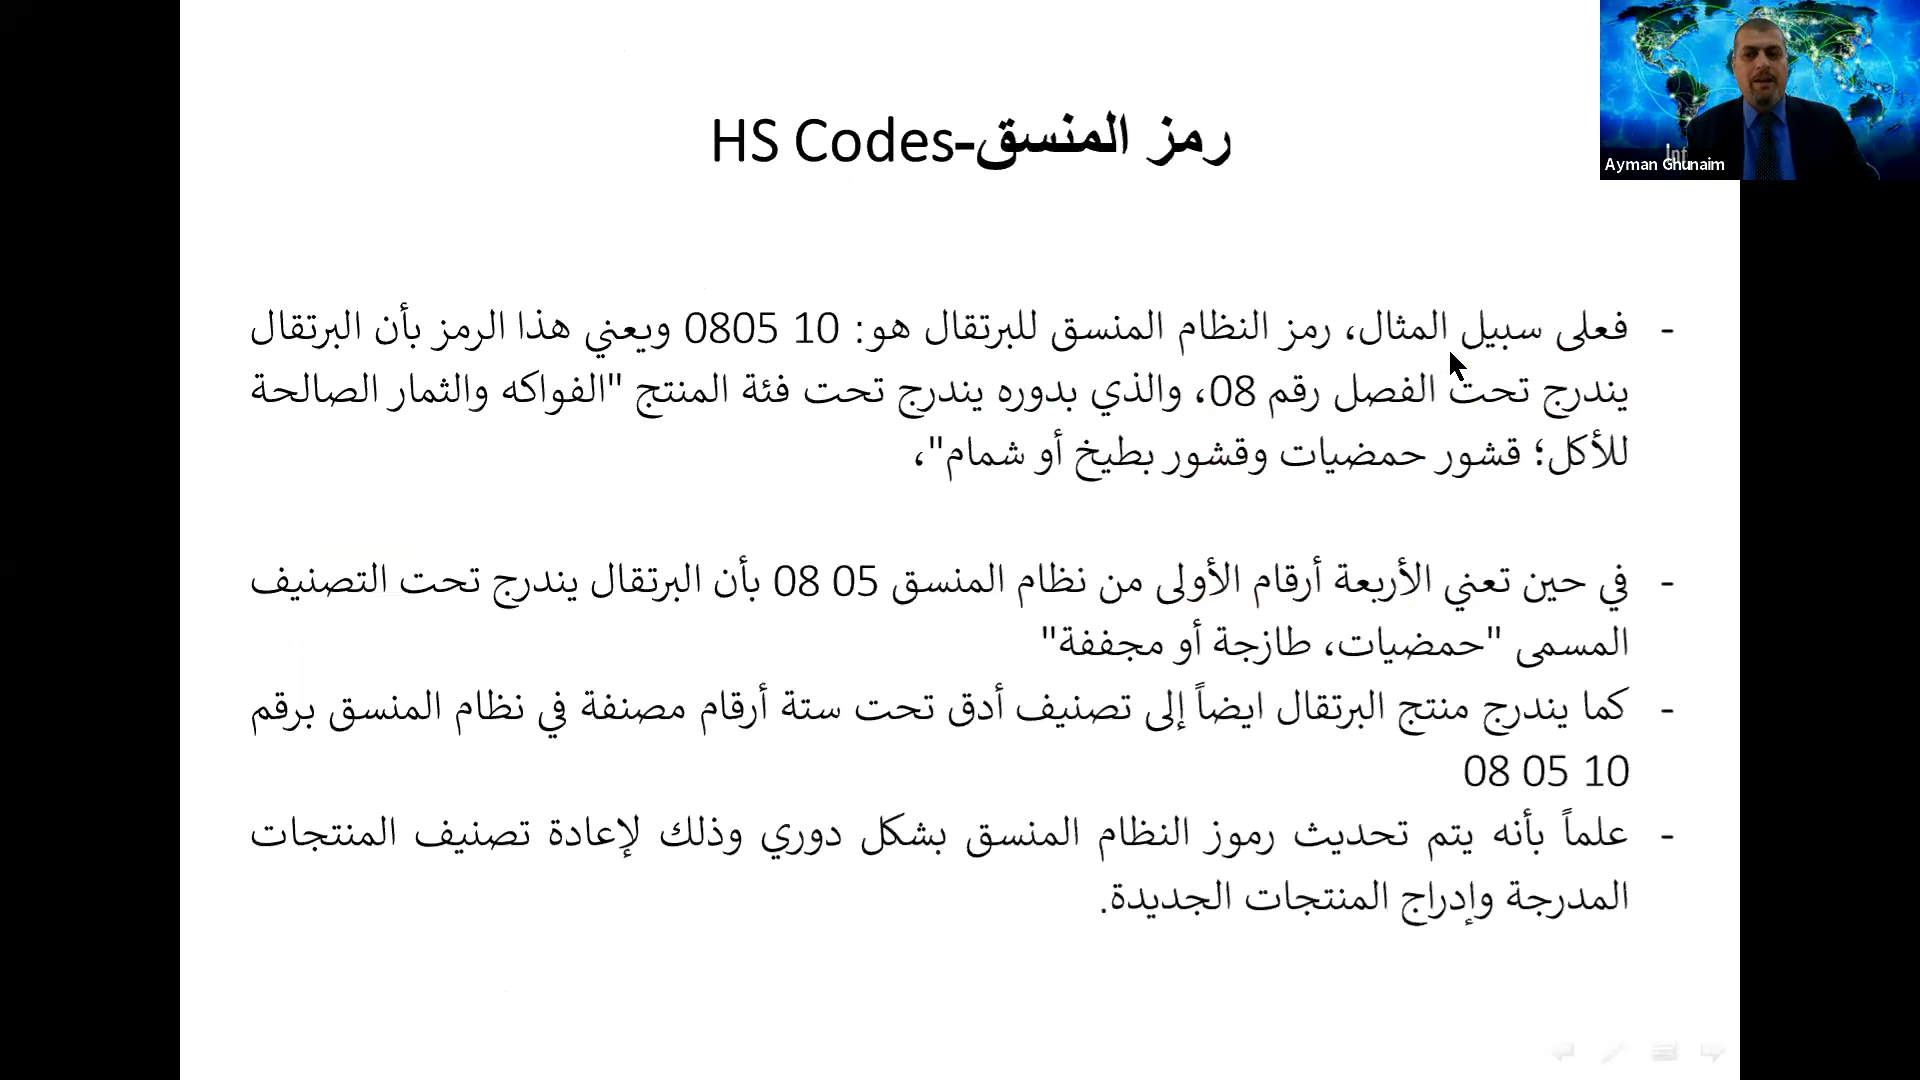 رمز المنسق-HS Codes
- فعلى سبيل المثال، رمز النظام المنسق للبرتقال هو: 10 0805 ويعني هذا الرمز بأن البرتقال
يندرج تحت الفصل رقم 08، والذي بدوره يندرج تحت فئة المنتج "الفواكه والثمار الصالحة
للأكل؛ قشور حمضيات وقشور بطيخ أو شمام"،
- في حين تعني الأربعة أرقام الأولى من نظام المنسق 05 08 بأن البرتقال يندرج تحت التصنيف
المسمى "حمضيات، طازجة أو مجففة"
- كما يندرج منتج البرتقال ايضاً إلى تصنيف أدق تحت ستة أرقام مصنفة في نظام المنسق برقم
08 05 10
- علماً بأنه يتم تحديث رموز النظام المنسق بشكل دوري وذلك لإعادة تصنيف المنتجات
المدرجة وإدراج المنتجات الجديدة.
Ayman Ghunaim